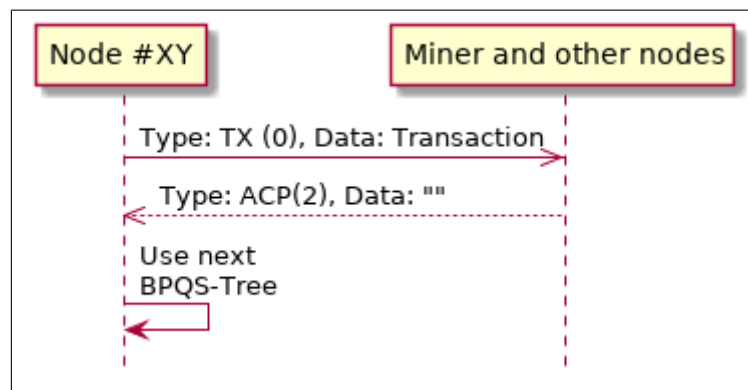 Node #XY
Miner and other nodes
Type: TX (0), Data: Transaction
Type: ACP(2), Data: ""
Use next
BPQS-Tree